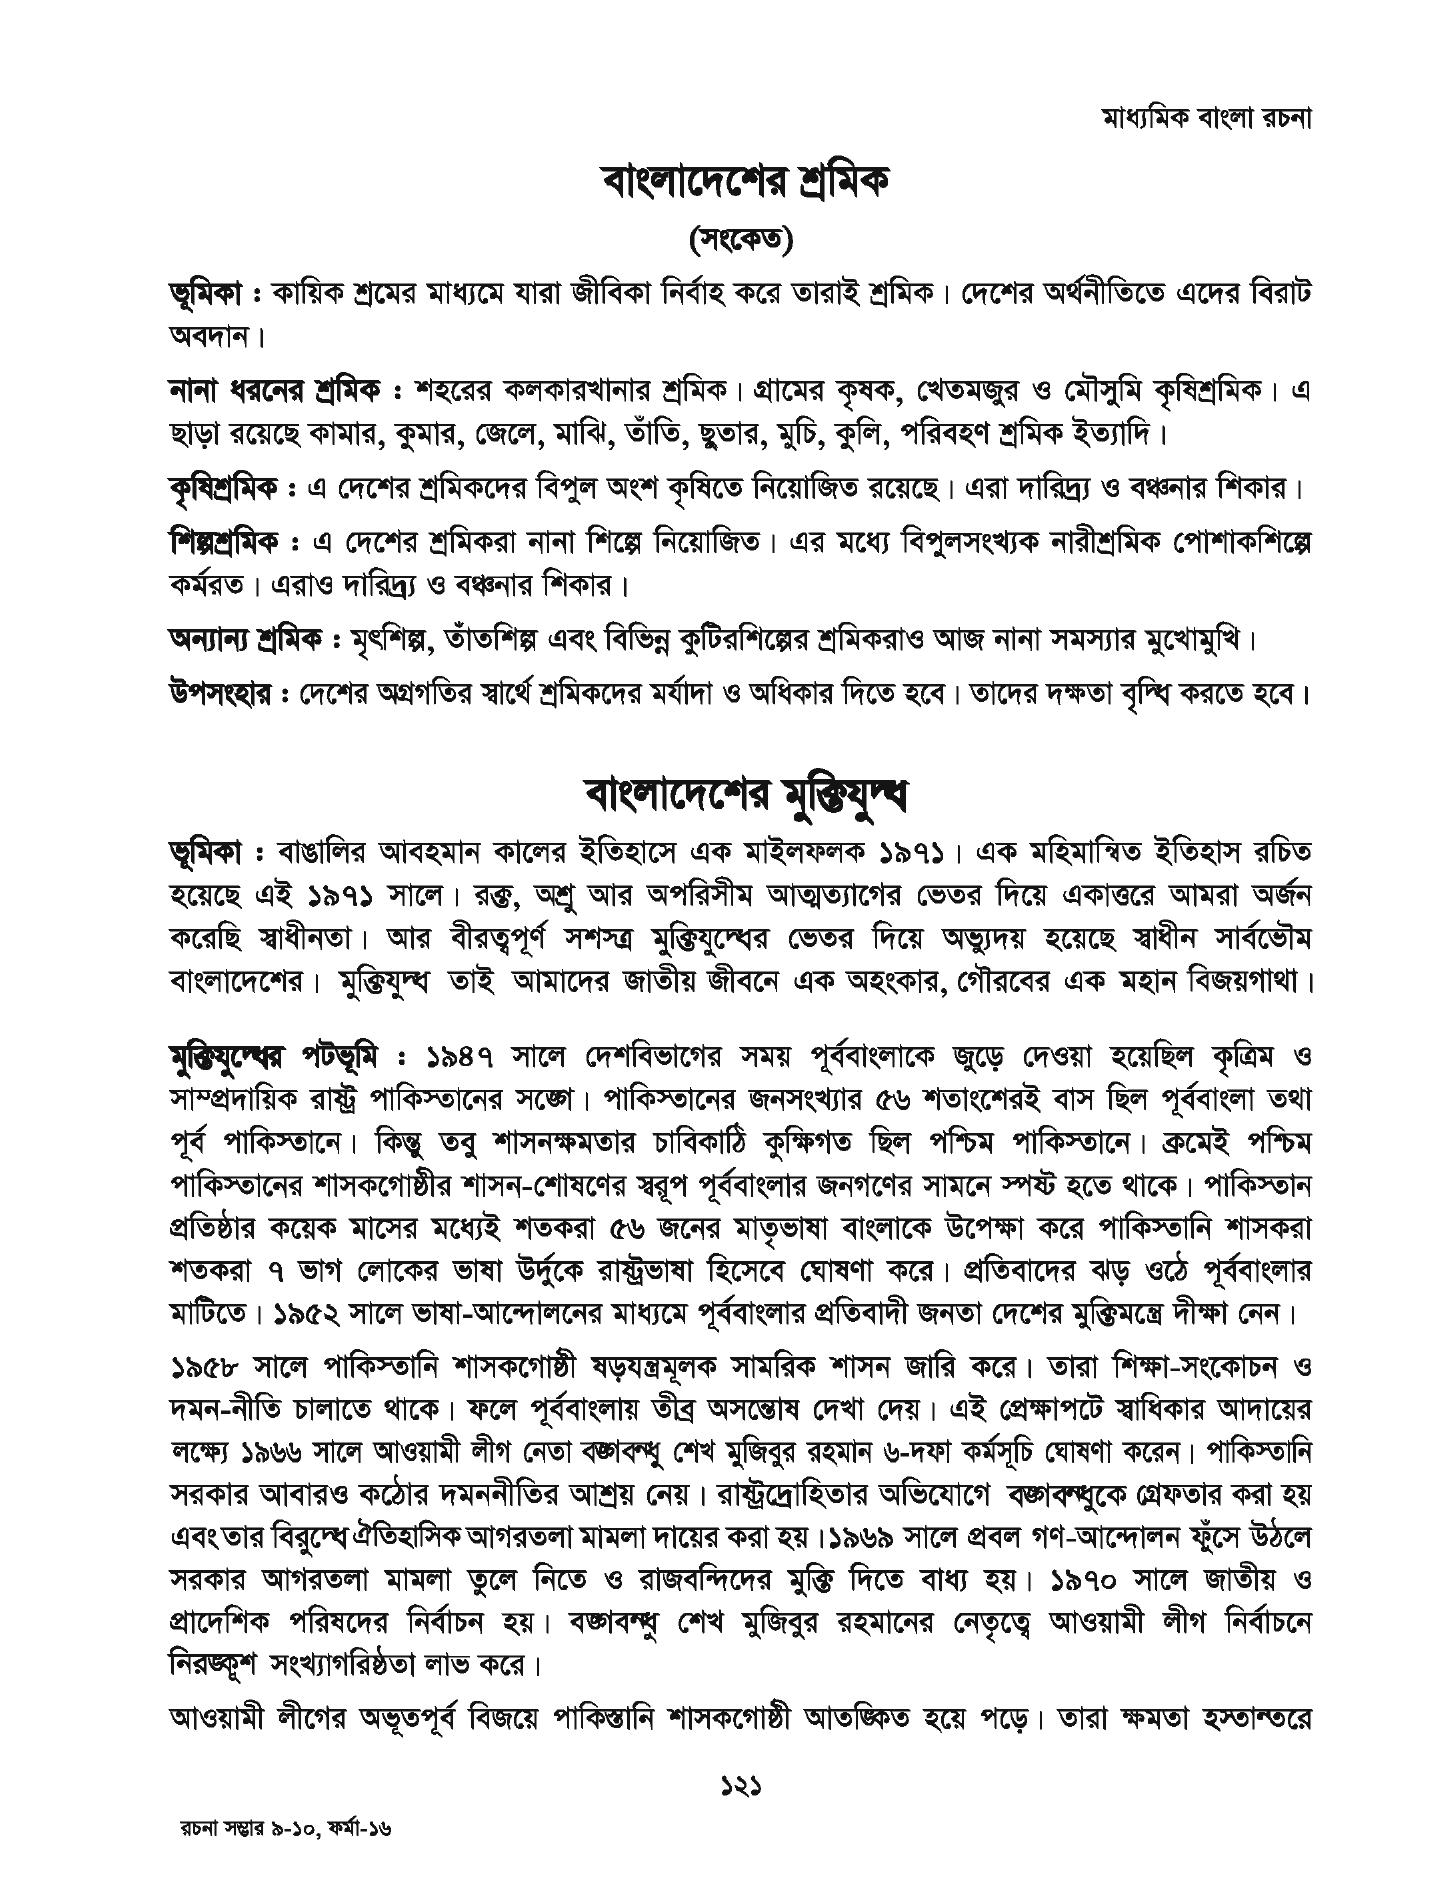 মাধ্যমিক বাংলা রচনা
বাংলাদেশের শ্রমিক
(সংকেত)
ভূমিকা : কায়িক শ্রমের মাধ্যমে যারা জীবিকা নির্বাহ করে তারাই শ্রমিক। দেশের অর্থনীতিতে এদের বিরাট
অবদান।
নানা ধরনের শ্রমিক : শহরের কলকারখানার শ্রমিক। গ্রামের কৃষক, খেতমজুর ও মৌসুমি কৃষিশ্রমিক। এ
ছাড়া রয়েছে কামার, কুমার, জেলে, মাঝি, তাঁতি, ছুতার, মুচি, কুলি, পরিবহণ শ্রমিক ইত্যাদি।
কৃষিশ্রমিক : এ দেশের শ্রমিকদের বিপুল অংশ কৃষিতে নিয়োজিত রয়েছে। এরা দারিদ্র্য ও বঞ্চনার শিকার।
শিল্পশ্রমিক : এ দেশের শ্রমিকরা নানা শিল্পে নিয়োজিত। এর মধ্যে বিপুলসংখ্যক নারীশ্রমিক পোশাকশিল্পে
কর্মরত। এরাও দারিদ্র্য ও বঞ্চনার শিকার।
অন্যান্য শ্রমিক : মৃৎশিল্প, তাঁতশিল্প এবং বিভিন্ন কুটিরশিল্পের শ্রমিকরাও আজ নানা সমস্যার মুখোমুখি।
উপসংহার : দেশের অগ্রগতির স্বার্থে শ্রমিকদের মর্যাদা ও অধিকার দিতে হবে। তাদের দক্ষতা বৃদ্ধি করতে হবে।
বাংলাদেশের মুক্তিযুদ্ধ
ভূমিকা : বাঙালির আবহমান কালের ইতিহাসে এক মাইলফলক ১৯৭১। এক মহিমান্বিত ইতিহাস রচিত
হয়েছে এই ১৯৭১ সালে। রক্ত, অশ্রু আর অপরিসীম আত্মত্যাগের ভেতর দিয়ে একাত্তরে আমরা অর্জন
করেছি স্বাধীনতা। আর বীরত্বপূর্ণ সশস্ত্র মুক্তিযুদ্ধের ভেতর দিয়ে অভ্যুদয় হয়েছে স্বাধীন সার্বভৌম
বাংলাদেশের। মুক্তিযুদ্ধ তাই আমাদের জাতীয় জীবনে এক অহংকার, গৌরবের এক মহান বিজয়গাথা।
মুক্তিযুদ্ধের পটভূমি : ১৯৪৭ সালে দেশবিভাগের সময় পূর্ববাংলাকে জুড়ে দেওয়া হয়েছিল কৃত্রিম ও
সাম্প্রদায়িক রাষ্ট্র পাকিস্তানের সঙ্গে। পাকিস্তানের জনসংখ্যার ৫৬ শতাংশেরই বাস ছিল পূর্ববাংলা তথা
পূর্ব পাকিস্তানে। কিন্তু তবু শাসনক্ষমতার চাবিকাঠি কুক্ষিগত ছিল পশ্চিম পাকিস্তানে। ক্রমেই পশ্চিম
পাকিস্তানের শাসকগোষ্ঠীর শাসন-শোষণের স্বরূপ পূর্ববাংলার জনগণের সামনে স্পষ্ট হতে থাকে। পাকিস্তান
প্রতিষ্ঠার কয়েক মাসের মধ্যেই শতকরা ৫৬ জনের মাতৃভাষা বাংলাকে উপেক্ষা করে পাকিস্তানি শাসকরা
শতকরা ৭ ভাগ লোকের ভাষা উর্দুকে রাষ্ট্রভাষা হিসেবে ঘোষণা করে। প্রতিবাদের ঝড় ওঠে পূর্ববাংলার
মাটিতে। ১৯৫২ সালে ভাষা-আন্দোলনের মাধ্যমে পূর্ববাংলার প্রতিবাদী জনতা দেশের মুক্তিমন্ত্রে দীক্ষা নেন।
১৯৫৮ সালে পাকিস্তানি শাসকগোষ্ঠী ষড়যন্ত্রমূলক সামরিক শাসন জারি করে। তারা শিক্ষা-সংকোচন ও
দমন-নীতি চালাতে থাকে। ফলে পূর্ববাংলায় তীব্র অসন্তোষ দেখা দেয়। এই প্রেক্ষাপটে স্বাধিকার আদায়ের
লক্ষ্যে ১৯৬৬ সালে আওয়ামী লীগ নেতা বঙ্গবন্ধু শেখ মুজিবুর রহমান ৬-দফা কর্মসূচি ঘোষণা করেন। পাকিস্তানি
সরকার আবারও কঠোর দমননীতির আশ্রয় নেয়। রাষ্ট্রদ্রোহিতার অভিযোগে বঙ্গবন্ধুকে গ্রেফতার করা হয়
এবং তার বিরুদ্ধে ঐতিহাসিক আগরতলা মামলা দায়ের করা হয়।১৯৬৯ সালে প্রবল গণ-আন্দোলন ফুঁসে উঠলে
সরকার আগরতলা মামলা তুলে নিতে ও রাজবন্দিদের মুক্তি দিতে বাধ্য হয়। ১৯৭০ সালে জাতীয় ও
প্রাদেশিক পরিষদের নির্বাচন হয়। বঙ্গবন্ধু শেখ মুজিবুর রহমানের নেতৃত্বে আওয়ামী লীগ নির্বাচনে
নিরঙ্কুশ সংখ্যাগরিষ্ঠতা লাভ করে।
আওয়ামী লীগের অভূতপূর্ব বিজয়ে পাকিস্তানি শাসকগোষ্ঠী আতঙ্কিত হয়ে পড়ে। তারা ক্ষমতা হস্তান্তরে
১২১
রচনা সম্ভার ৯-১০, ফর্মা-১৬